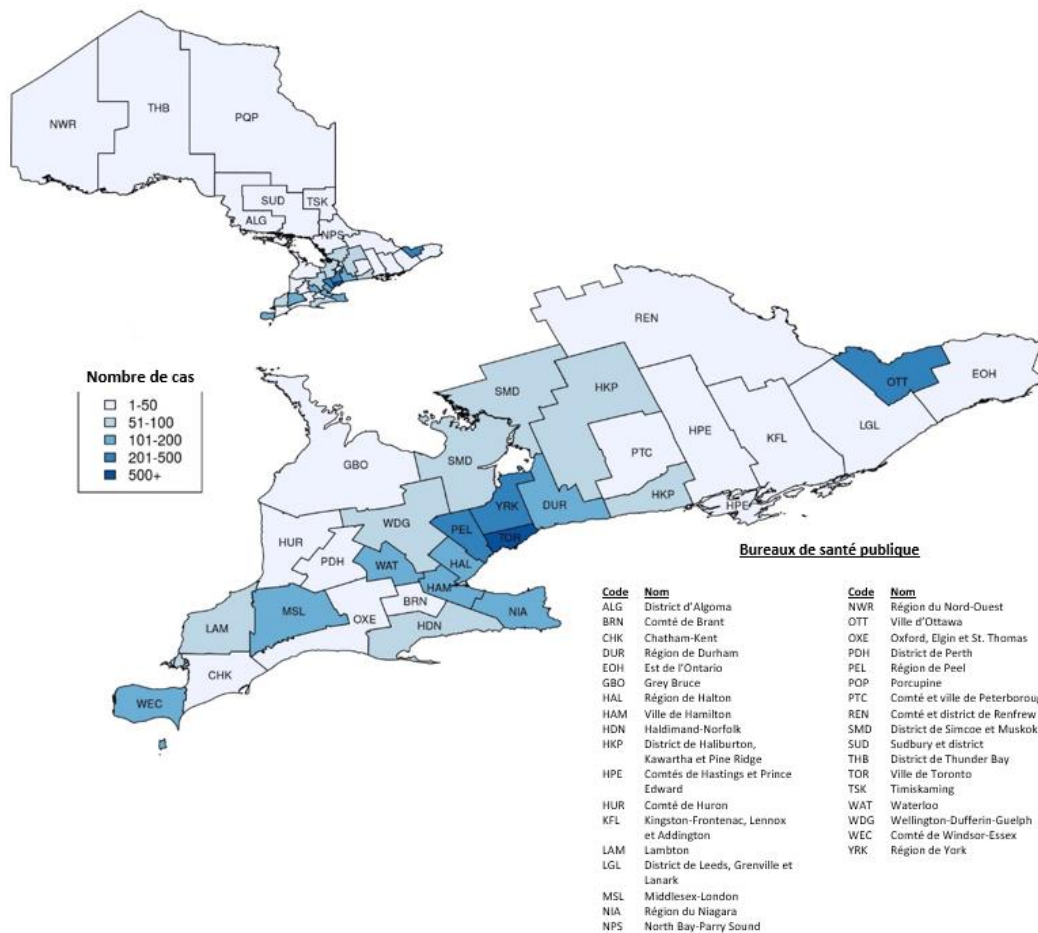 NWR
THB
PQP
SUD
TSK
ALG
NPS
Nombre de cas
1-50
51-100
101-200
201-500
500+
REN
SMD
HKP
OTT
EOH
HPE
KFL
LGL
PTC
GBO
SMD
HKP
HPE
DUR
YRK
WDG
PEL
TOR
HUR
PDH
WAT
HAL
HAM
BRN
NIA
MSL
OXE
HDN
LAM
CHK
WEC
Bureaux de santé publique
Code Nom
ALG District d'Algoma
BRN Comté de Brant
CHK Chatham-Kent
DUR Région de Durham
EOH Est de l'Ontario
GBO Grey Bruce
HAL Région de Halton
HAM Ville de Hamilton
HDN Haldimand-Norfolk
HKP District de Haliburton,
Kawartha et Pine Ridge
HPE Comtés de Hastings et Prince
Edward
HUR Comté de Huron
KFL Kingston-Frontenac, Lennox
et Addington
LAM Lambton
LGL District de Leeds, Grenville et
Lanark
MSL Middlesex-London
NIA Région du Niagara
NPS North Bay-Parry Sound
Code Nom
NWR Région du Nord-Ouest
OTT Ville d'Ottawa
OXE Oxford, Elgin et St. Thomas
PDH District de Perth
PEL Région de Peel
POP Porcupine
PTC Comté et ville de Peterboroug
REN Comté et district de Renfrew
SMD District de Simcoe et Muskok
SUD Sudbury et district
THB District de Thunder Bay
TOR Ville de Toronto
TSK Timiskaming
WAT Waterloo
WDG Wellington-Dufferin-Guelph
WEC Comté de Windsor-Essex
YRK Région de York